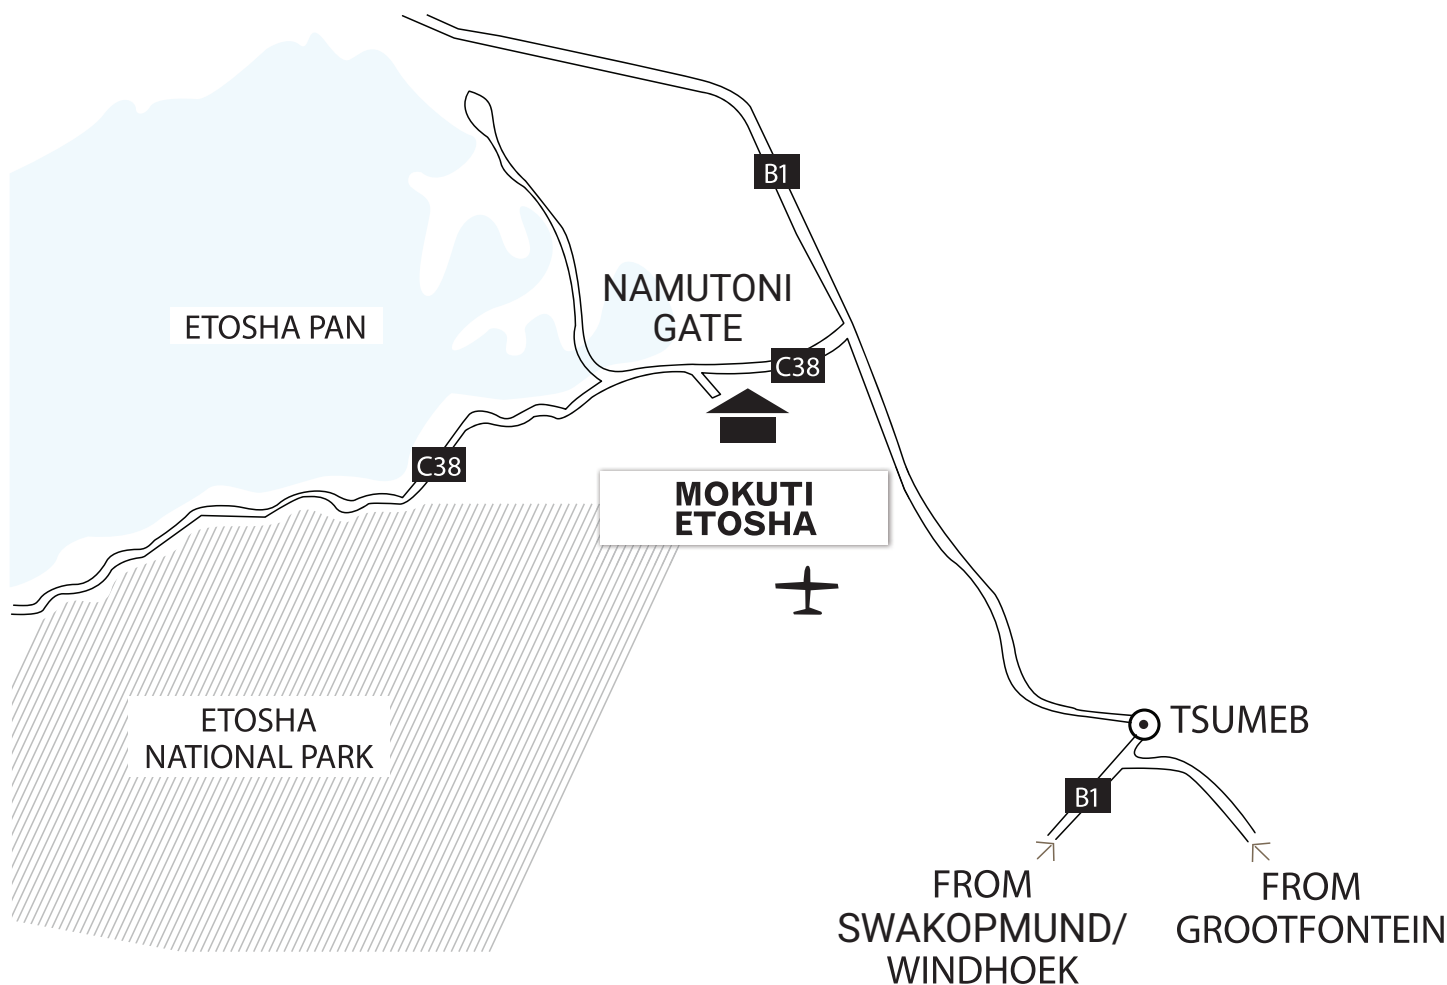 B1
NAMUTONI
GATE
ETOSHA PAN
C38
C38
MOKUTI
ETOSHA
ETOSHA
NATIONAL PARK
TSUMEB
B1
FROM
SWAKOPMUND/
WINDHOEK
FROM
GROOTFONTEIN